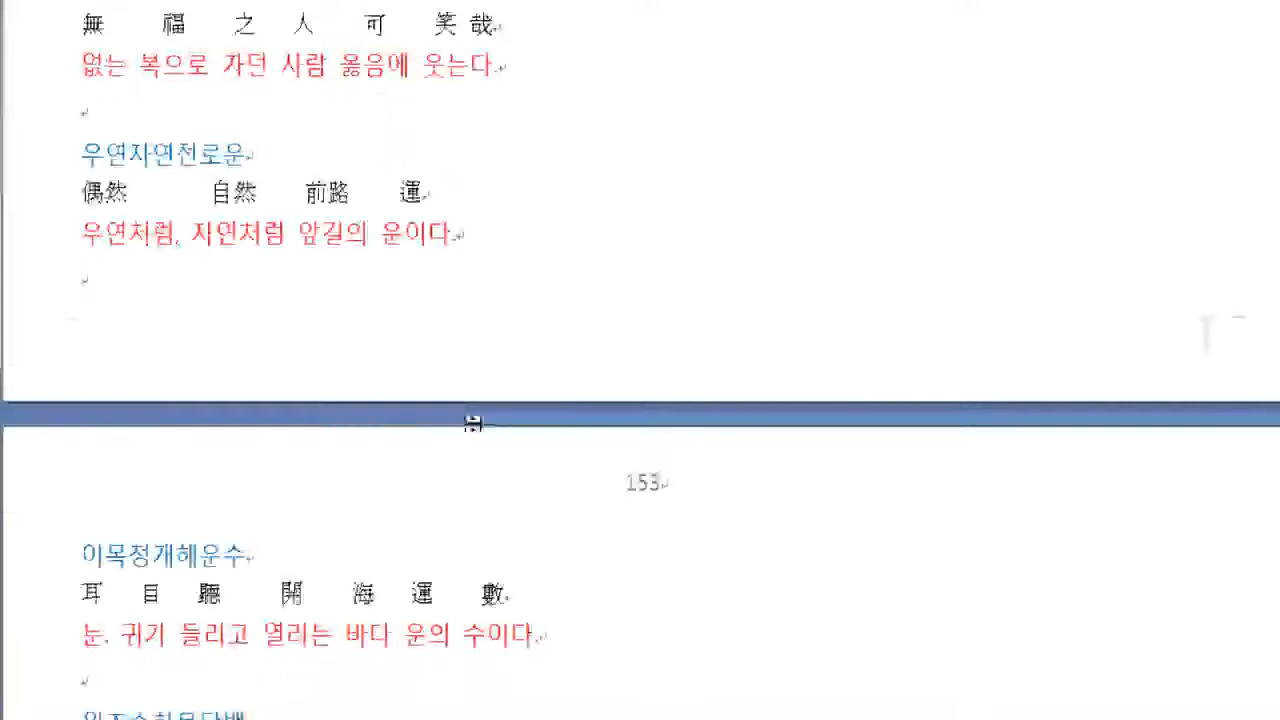 無 福 之 人 可 笑 哉
없는 복으로 가던 사람 옳음에 웃는다
우연자연전로운
偶然 自然 前路 運
우연처럼, 자연처럼 앞길의 운이다
153
이목청개해운수
耳 目 聽 開 海 運 數
눈, 귀가 들리고 열리는 바다 운의 수이다